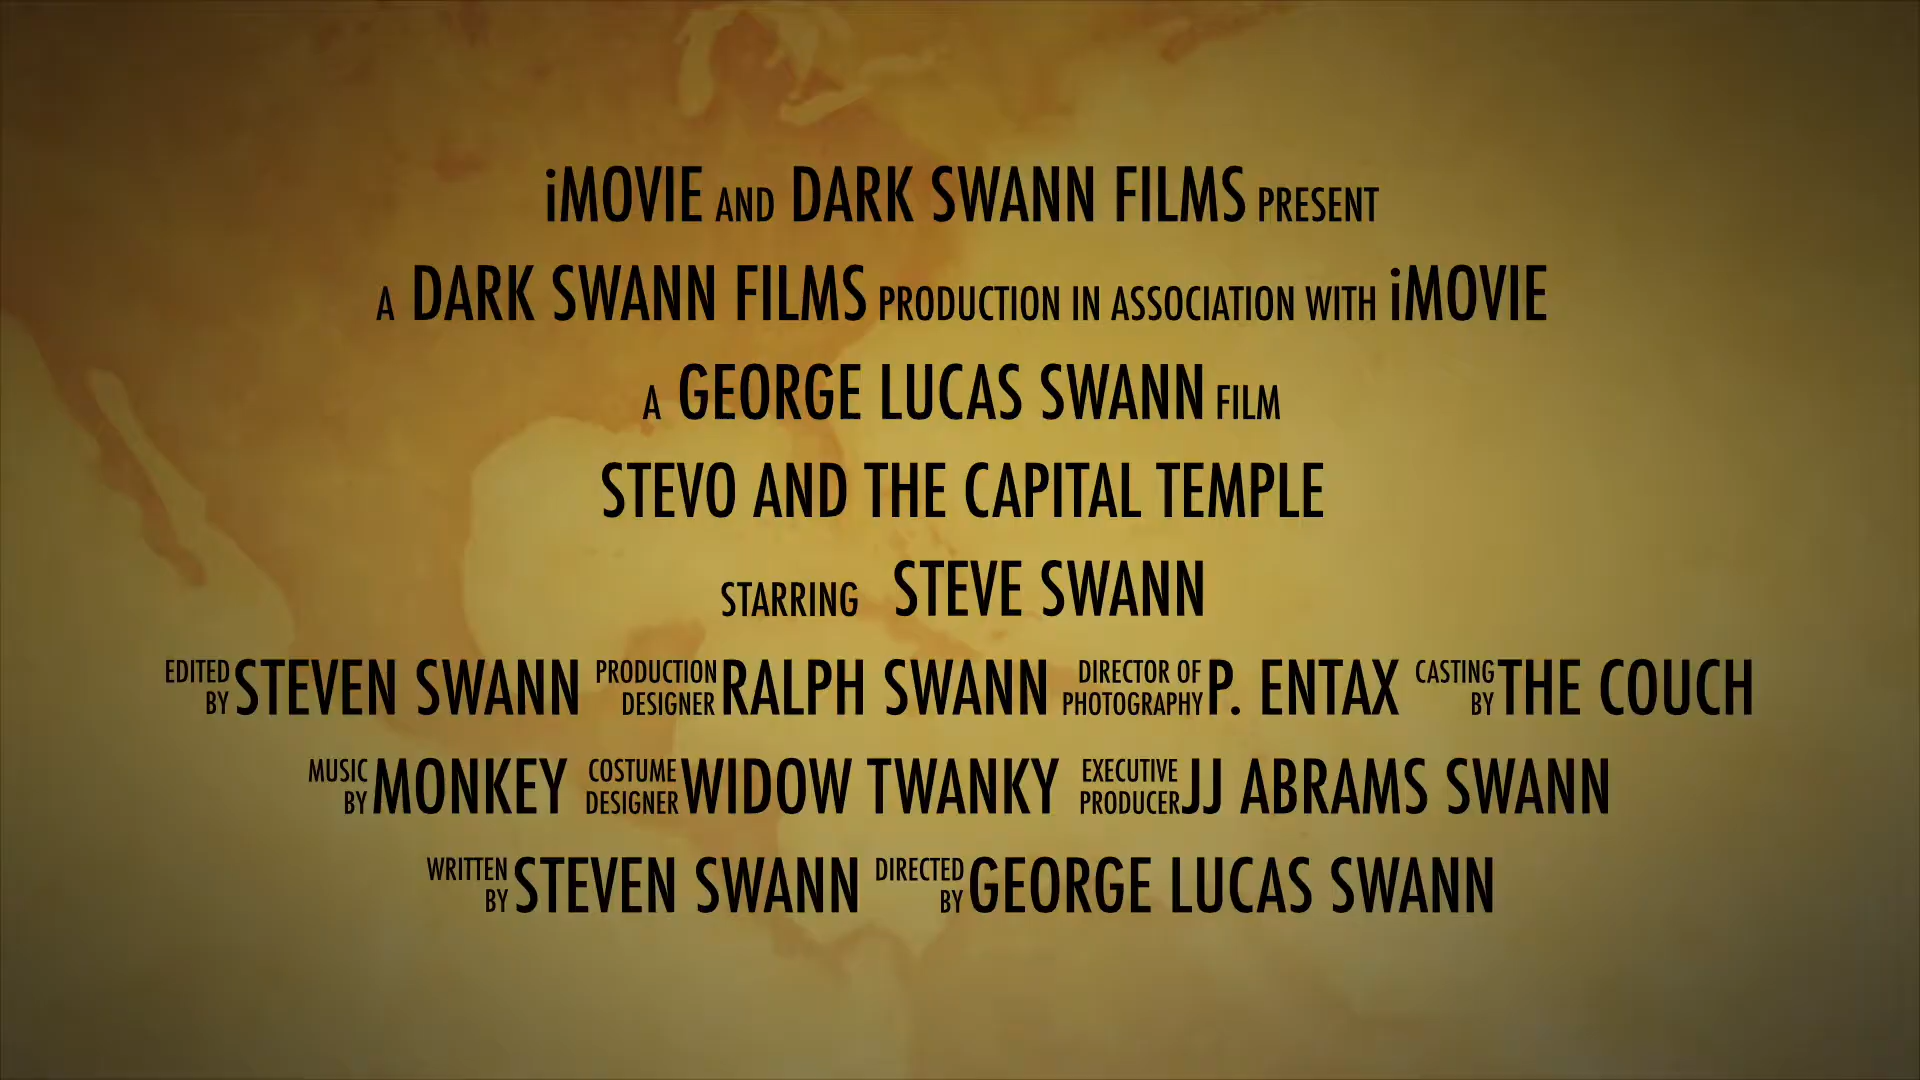 iMOVIE AND DARK SWANN FILMS PRESENT
A DARK SWANN FILMS PRODUCTION IN ASSOCIATION WITH iMOVIE
A GEORGE LUCAS SWANN FILM
STEVO AND THE CAPITAL TEMPLE
STARRING STEVE SWANN
EDITED BY STEVEN SWANN PRODUCTION DESIGNER RALPH SWANN DIRECTOR OF PHOTOGRAPHY P. ENTAX CASTING BY THE COUCH
MUSIC BY MONKEY COSTUME DESIGNER WIDOW TWANKY EXECUTIVE PRODUCER JJ ABRAMS SWANN
WRITTEN BY STEVEN SWANN DIRECTED BY GEORGE LUCAS SWANN